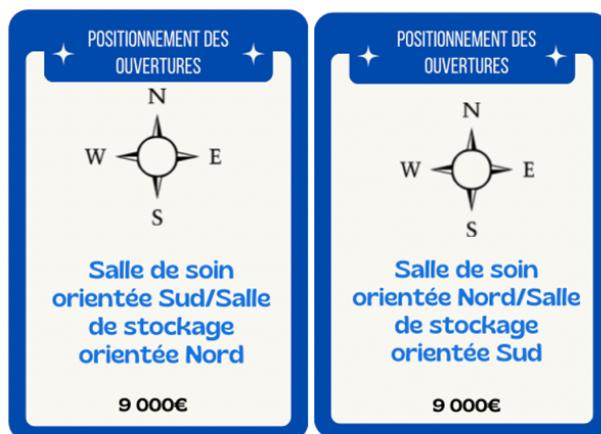 POSITIONNEMENT DES
OUVERTURES
N
W
E
S
Salle de soin
orientée Sud/Salle
de stockage
orientée Nord
9 000€
POSITIONNEMENT DES
OUVERTURES
N
W
E
S
Salle de soin
orientée Nord/Salle
de stockage
orientée Sud
9 000€